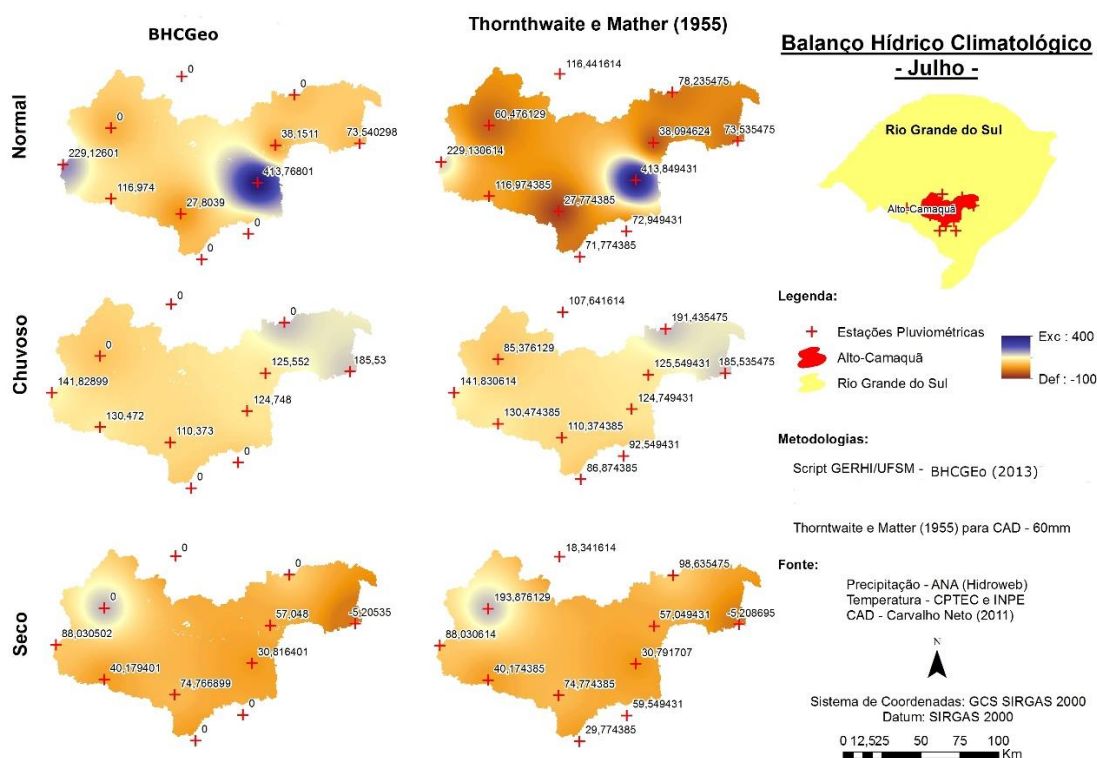 BHCGeo
Thornthwaite e Mather (1955)
Balanço Hídrico Climatológico
- Julho -
Normal
0
0
0
38,1511
73,540298
229,12601
413,76801
116,974
27,8039
0
0
116,441614
78,235475
60,476129
38,094624
73,535475
229,130614
413,849431
116,974385
27,774385
72,949431
71,774385
Rio Grande do Sul
Alto-Camaquã
Chuvoso
0
0
0
125,552
185,53
141,82899
124,748
130,472
110,373
0
0
107,641614
191,435475
85,376129
125,549431
185,535475
141,830614
124,749431
130,474385
110,374385
92,549431
86,874385
Legenda:
Estações Pluviométricas
Alto-Camaquã
Rio Grande do Sul
Exc : 400
Def : -100
Metodologias:
Script GERHI/UFSM - BHCGEo (2013)
Thorntwaite e Matter (1955) para CAD - 60mm
Seco
0
0
0
57,048
-5,20535
88,030502
30,816401
40,179401
74,766899
0
0
18,341614
98,635475
193,876129
57,049431
-5,208695
88,030614
30,791707
40,174385
74,774385
59,549431
29,774385
Fonte:
Precipitação - ANA (Hidroweb)
Temperatura - CPTEC e INPE
CAD - Carvalho Neto (2011)
N
Sistema de Coordenadas: GCS SIRGAS 2000
Datum: SIRGAS 2000
0 12,525 50 75 100
Km